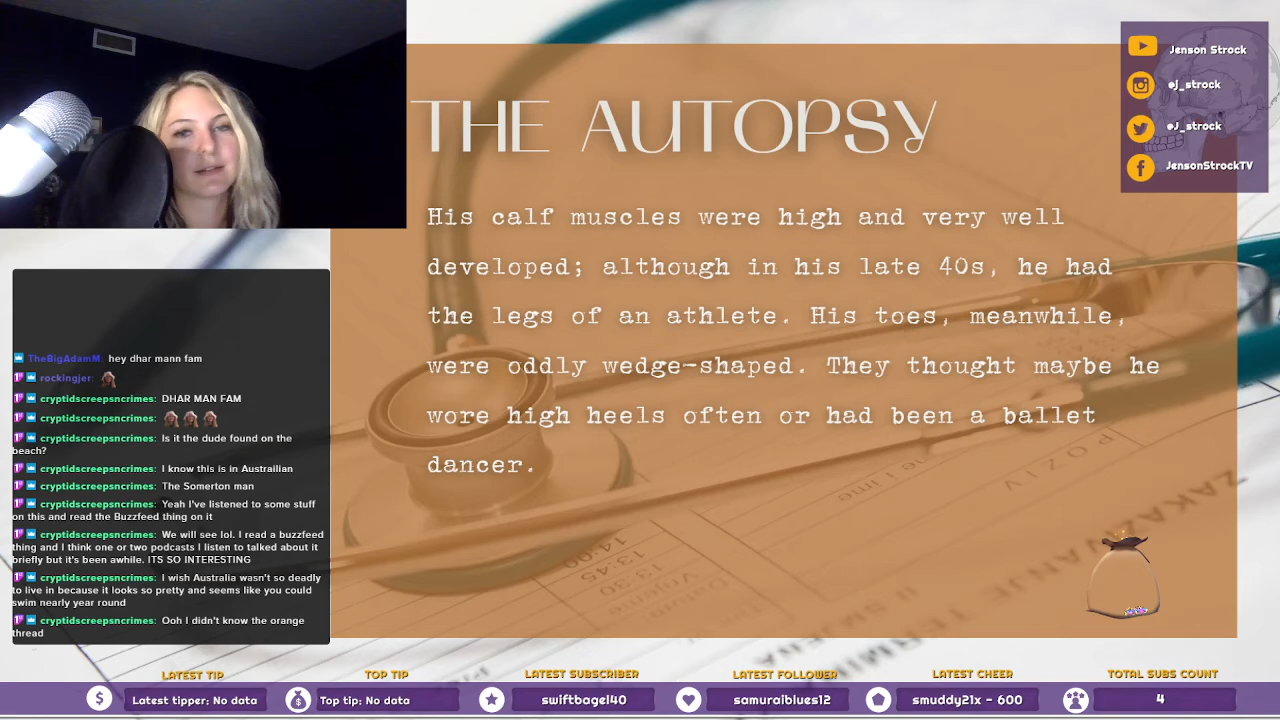 THE AUTOPSY
His calf muscles were high and very well
developed; although in his late 40s, he had
the legs of an athlete. His toes, meanwhile,
were oddly wedge-shaped. They thought maybe he
wore high heels often or had been a ballet
dancer.
Jenson Strock
@j_strock
@J_strock
JensonStrockTV
TheBigAdamM: hey dhar mann fam
rockingjer:
cryptidscreepsncrimes: DHAR MAN FAM
cryptidscreepsncrimes:
cryptidscreepsncrimes: Is it the dude found on the
beach?
cryptidscreepsncrimes: I know this is in Austrailian
cryptidscreepsncrimes: The Somerton man
cryptidscreepsncrimes: Yeah I've listened to some stuff
on this and read the Buzzfeed thing on it
cryptidscreepsncrimes: We will see lol. I read a buzzfeed
thing and I think one or two podcasts I listen to talked about it
briefly but it's been awhile. ITS SO INTERESTING
cryptidscreepsncrimes: I wish Australia wasn't so deadly
to live in because it looks so pretty and seems like you could
swim nearly year round
cryptidscreepsncrimes: Ooh I didn't know the orange
thread
14:00
13:45
13:30
LATEST TIP
Latest tipper: No data
TOP TIP
Top tip: No data
LATEST SUBSCRIBER
swiftbagel40
LATEST FOLLOWER
samuraiblues12
LATEST CHEER
smuddy21x - 600
TOTAL SUBS COUNT
4